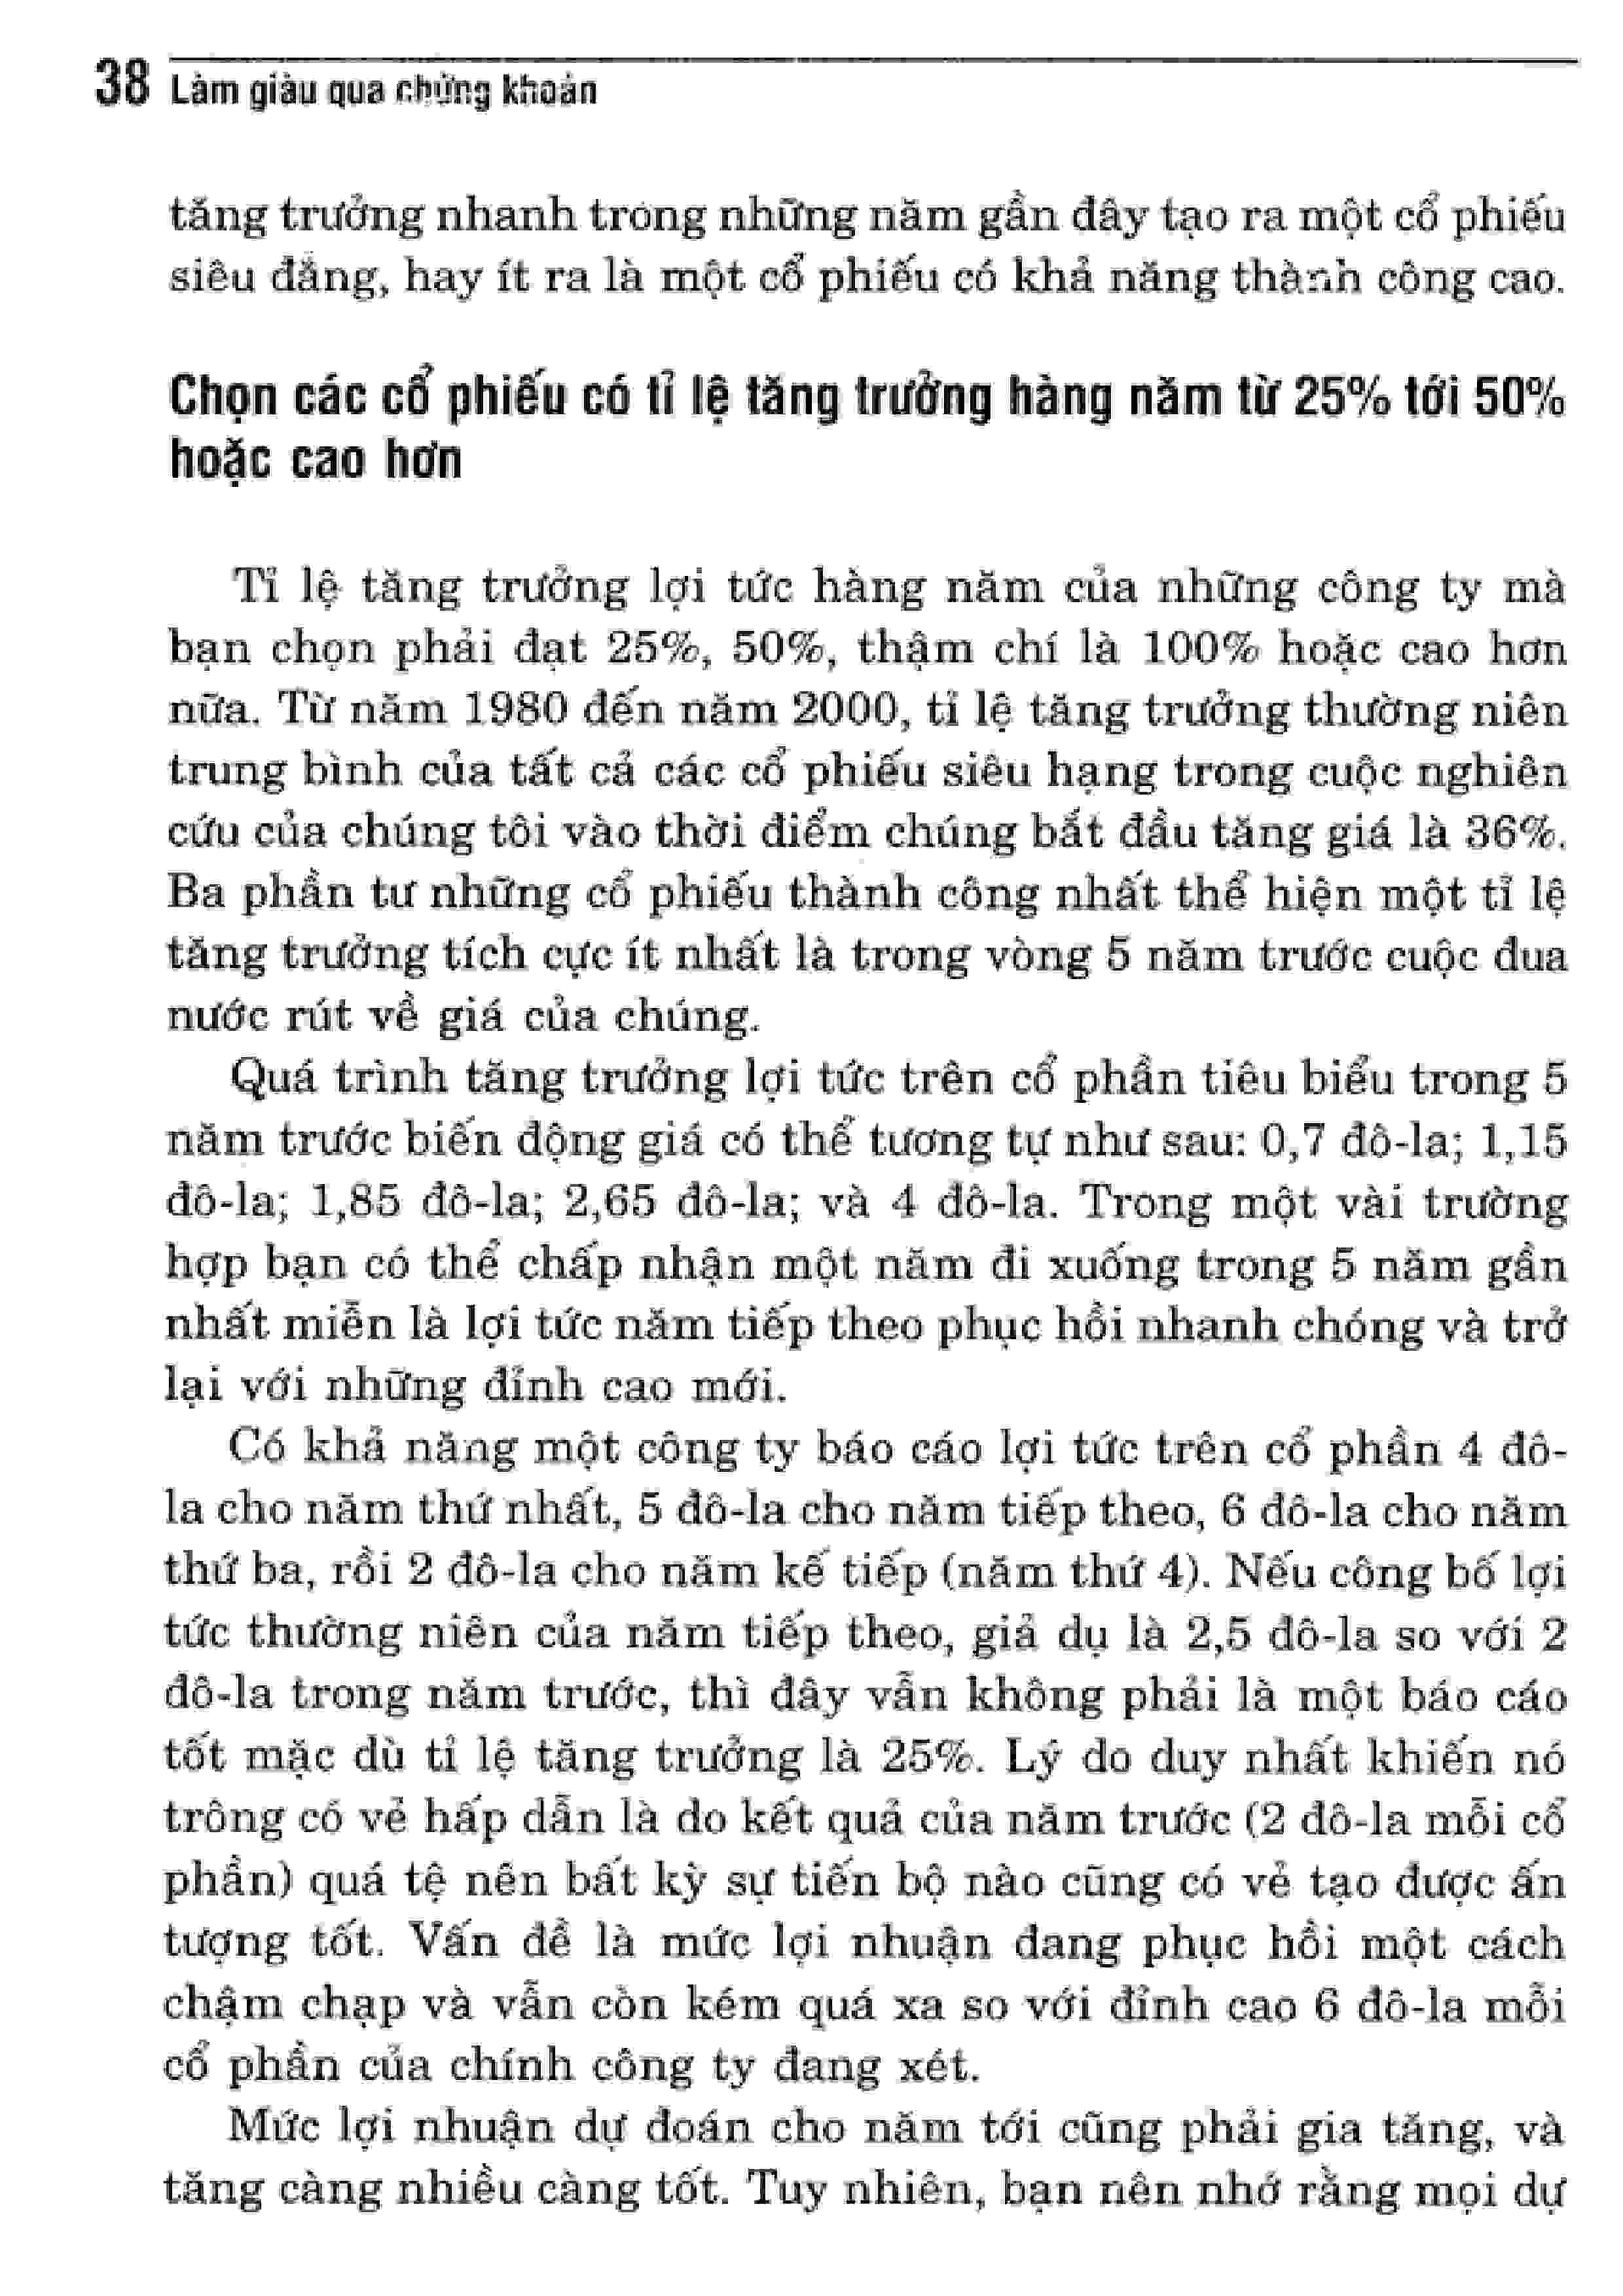 38 Làm giàu qua chứng khoán
tăng trưởng nhanh trong những năm gần đây tạo ra một cổ phiếu
siêu đẳng, hay ít ra là một cổ phiếu có khả năng thành công cao.
Chọn các cổ phiếu có tỉ lệ tăng trưởng hàng năm từ 25% tới 50%
hoặc cao hơn
Tỉ lệ tăng trưởng lợi tức hàng năm của những công ty mà
bạn chọn phải đạt 25%, 50%, thậm chí là 100% hoặc cao hơn
nữa. Từ năm 1980 đến năm 2000, tỉ lệ tăng trưởng thường niên
trung bình của tất cả các cổ phiếu siêu hạng trong cuộc nghiên
cứu của chúng tôi vào thời điểm chúng bắt đầu tăng giá là 36%.
Ba phần tư những cổ phiếu thành công nhất thể hiện một tỉ lệ
tăng trưởng tích cực ít nhất là trong vòng 5 năm trước cuộc đua
nước rút về giá của chúng.
Quá trình tăng trưởng lợi tức trên cổ phần tiêu biểu trong 5
năm trước biến động giá có thể tương tự như sau: 0,7 đô-la; 1,15
đô-la; 1,85 đô-la; 2,65 đô-la; và 4 đô-la. Trong một vài trường
hợp bạn có thể chấp nhận một năm đi xuống trong 5 năm gần
nhất miễn là lợi tức năm tiếp theo phục hồi nhanh chóng và trở
lại với những đỉnh cao mới.
Có khả năng một công ty báo cáo lợi tức trên cổ phần 4 đô-
la cho năm thứ nhất, 5 đô-la cho năm tiếp theo, 6 đô-la cho năm
thứ ba, rồi 2 đô-la cho năm kế tiếp (năm thứ 4). Nếu công bố lợi
tức thường niên của năm tiếp theo, giả dụ là 2,5 đô-la so với 2
đô-la trong năm trước, thì đây vẫn không phải là một báo cáo
tốt mặc dù tỉ lệ tăng trưởng là 25%. Lý do duy nhất khiến nó
trông có vẻ hấp dẫn là do kết quả của năm trước (2 đô-la mỗi cổ
phần) quá tệ nên bất kỳ sự tiến bộ nào cũng có vẻ tạo được ấn
tượng tốt. Vấn đề là mức lợi nhuận đang phục hồi một cách
chậm chạp và vẫn còn kém quá xa so với đỉnh cao 6 đô-la mỗi
cổ phần của chính công ty đang xét.
Mức lợi nhuận dự đoán cho năm tới cũng phải gia tăng, và
tăng càng nhiều càng tốt. Tuy nhiên, bạn nên nhớ rằng mọi dự